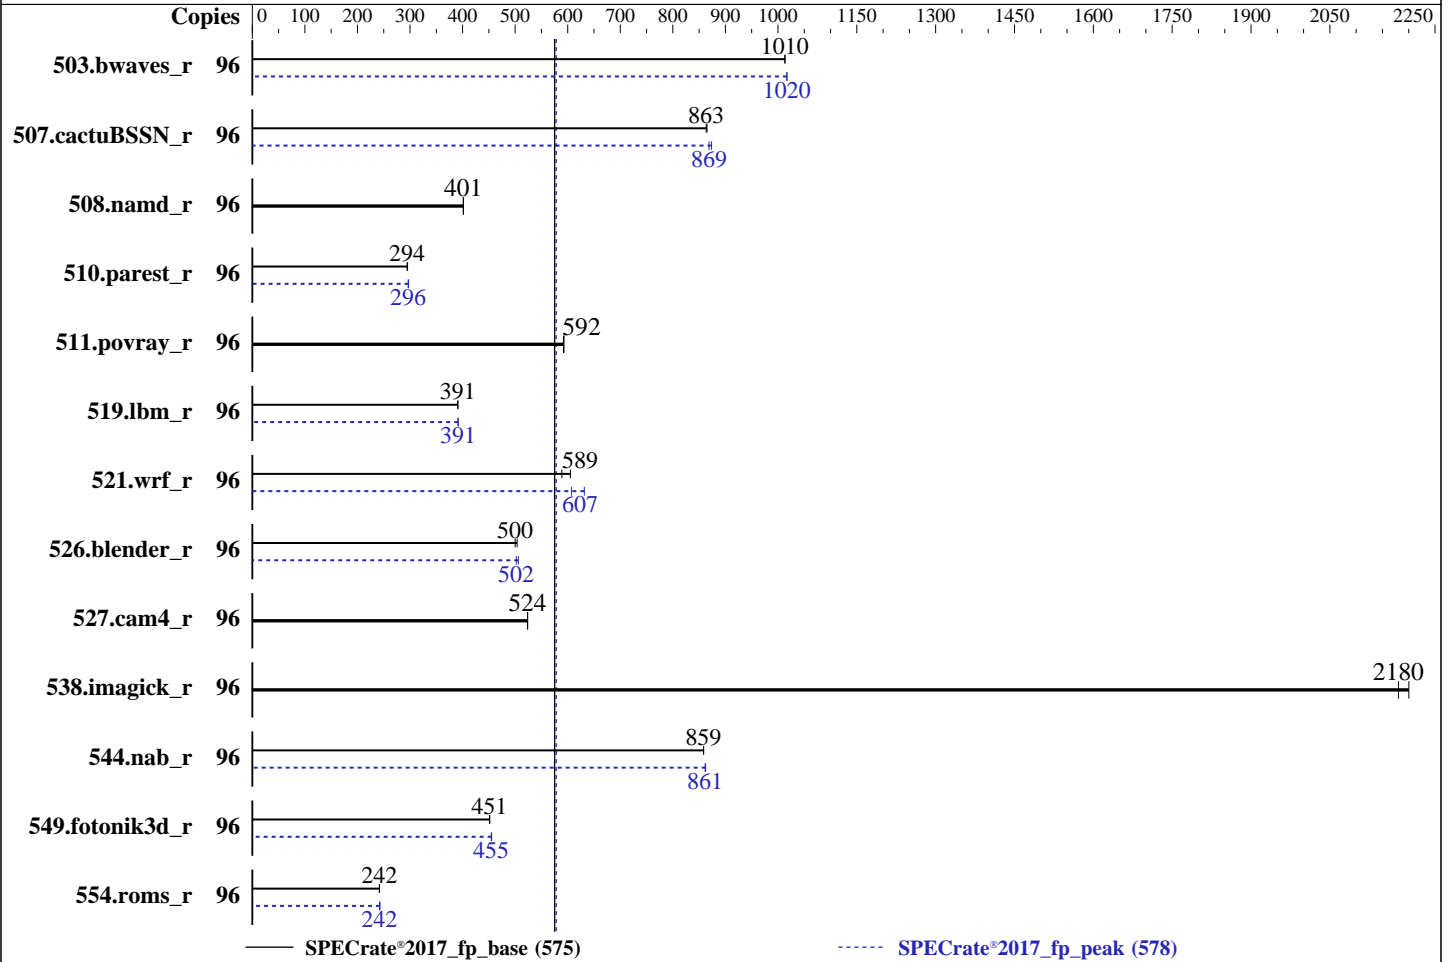 Copies 0 100 200 300 400 500 600 700 800 900 1000 1150 1300 1450 1600 1750 1900 2050 2250
1010
503.bwaves_r 96
1020
863
507.cactuBSSN_r 96
869
401
508.namd_r 96
294
510.parest_r 96
296
592
511.povray_r 96
391
519.lbm_r 96
391
589
521.wrf_r 96
607
500
526.blender_r 96
502
524
527.cam4_r 96
2180
538.imagick_r 96
859
544.nab_r 96
861
451
549.fotonik3d_r 96
455
242
554.roms_r 96
242
SPECrate®2017_fp_base (575) SPECrate®2017_fp_peak (578)